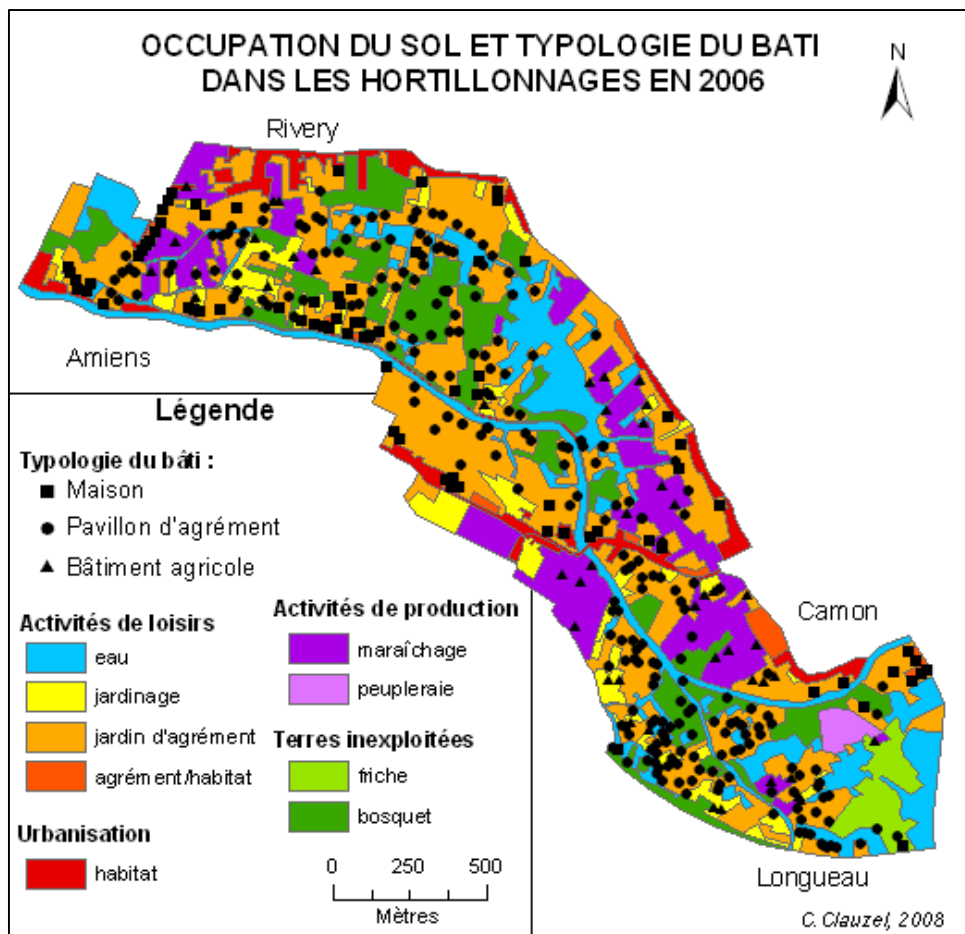 OCCUPATION DU SOL ET TYPOLOGIE DU BATI
DANS LES HORTILLONNAGES EN 2006
N
Rivery
Amiens
Camon
Longueau
Légende
Typologie du bâti :
Maison
Pavillon d'agrément
Bâtiment agricole
Activités de loisirs
eau
jardinage
jardin d'agrément
agrément/habitat
Urbanisation
habitat
Activités de production
maraîchage
peupleraie
Terres inexploitées
friche
bosquet
0 250 500
Mètres
C. Clauzel, 2008